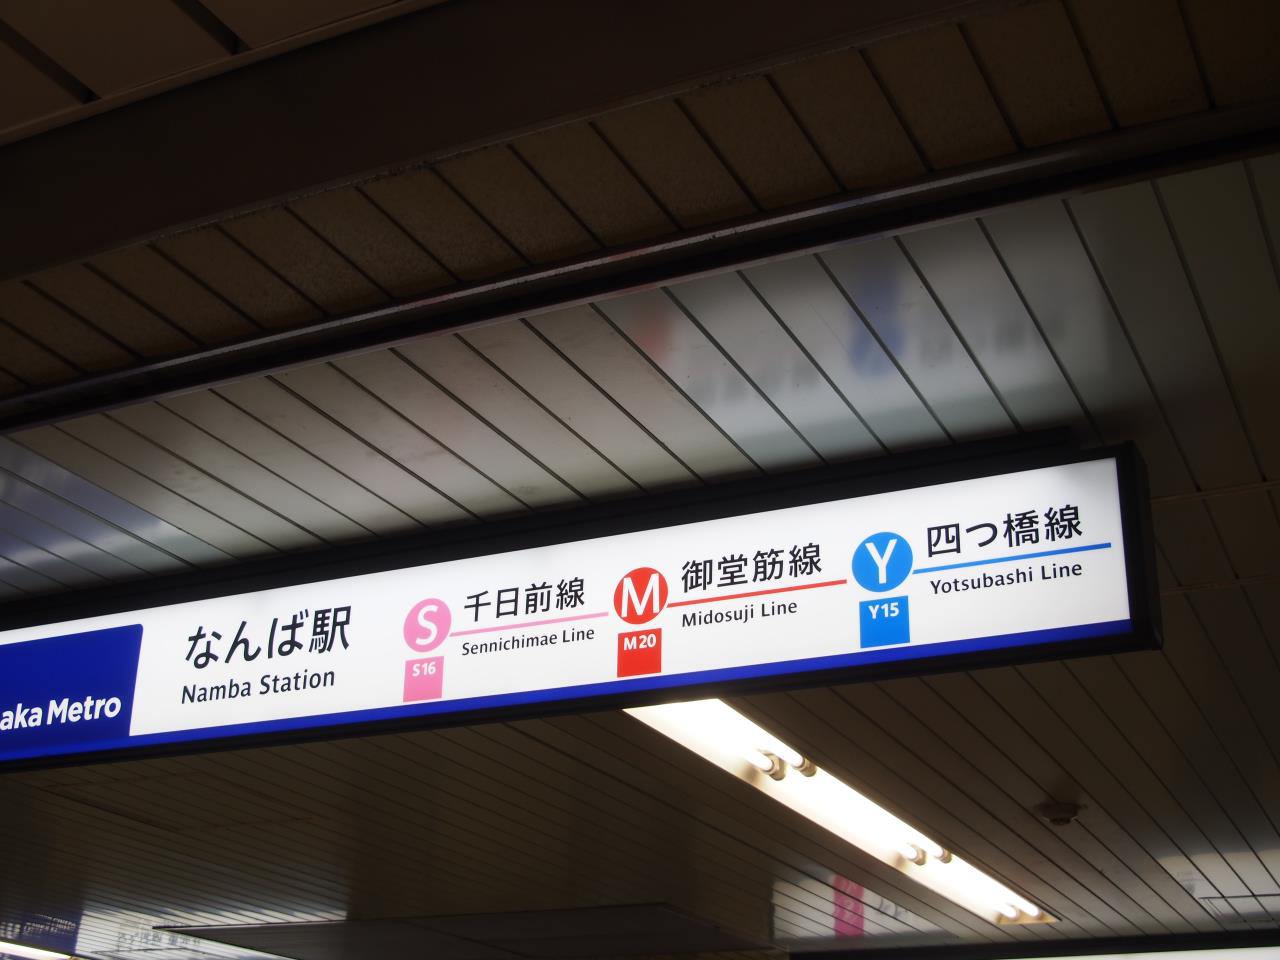 aka Metro
なんば駅
Namba Station
S
千日前線
Sennichimae Line
S16
M
御堂筋線
Midosuji Line
M20
Y
四つ橋線
Yotsubashi Line
Y15